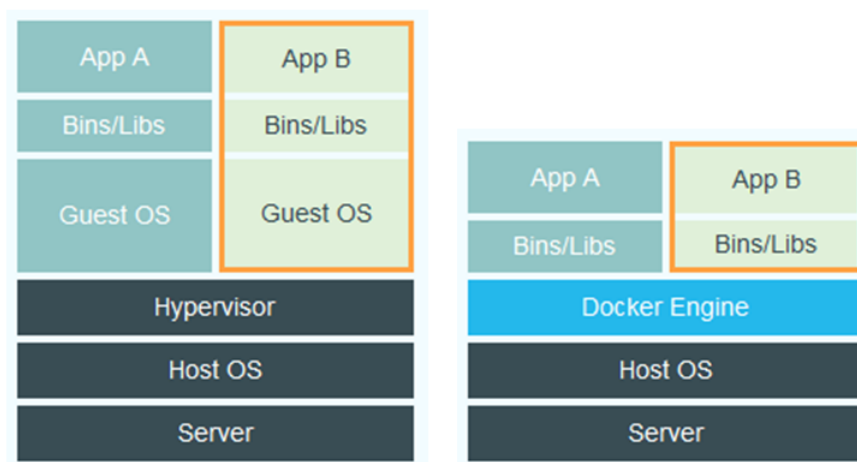 App A
App B
Bins/Libs
Bins/Libs
Guest OS
Guest OS
Hypervisor
Host OS
Server
App A
App B
Bins/Libs
Bins/Libs
Docker Engine
Host OS
Server